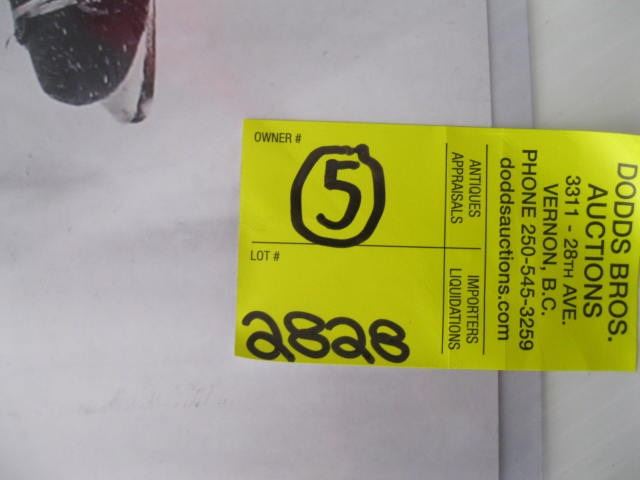 OWNER #
5
LOT #
2828
ANTIQUES
APPRAISALS
IMPORTERS
LIQUIDATIONS
DODDS BROS.
AUCTIONS
3311 - 28TH AVE.
VERNON, B.C.
PHONE 250-545-3259
doddsauctions.com